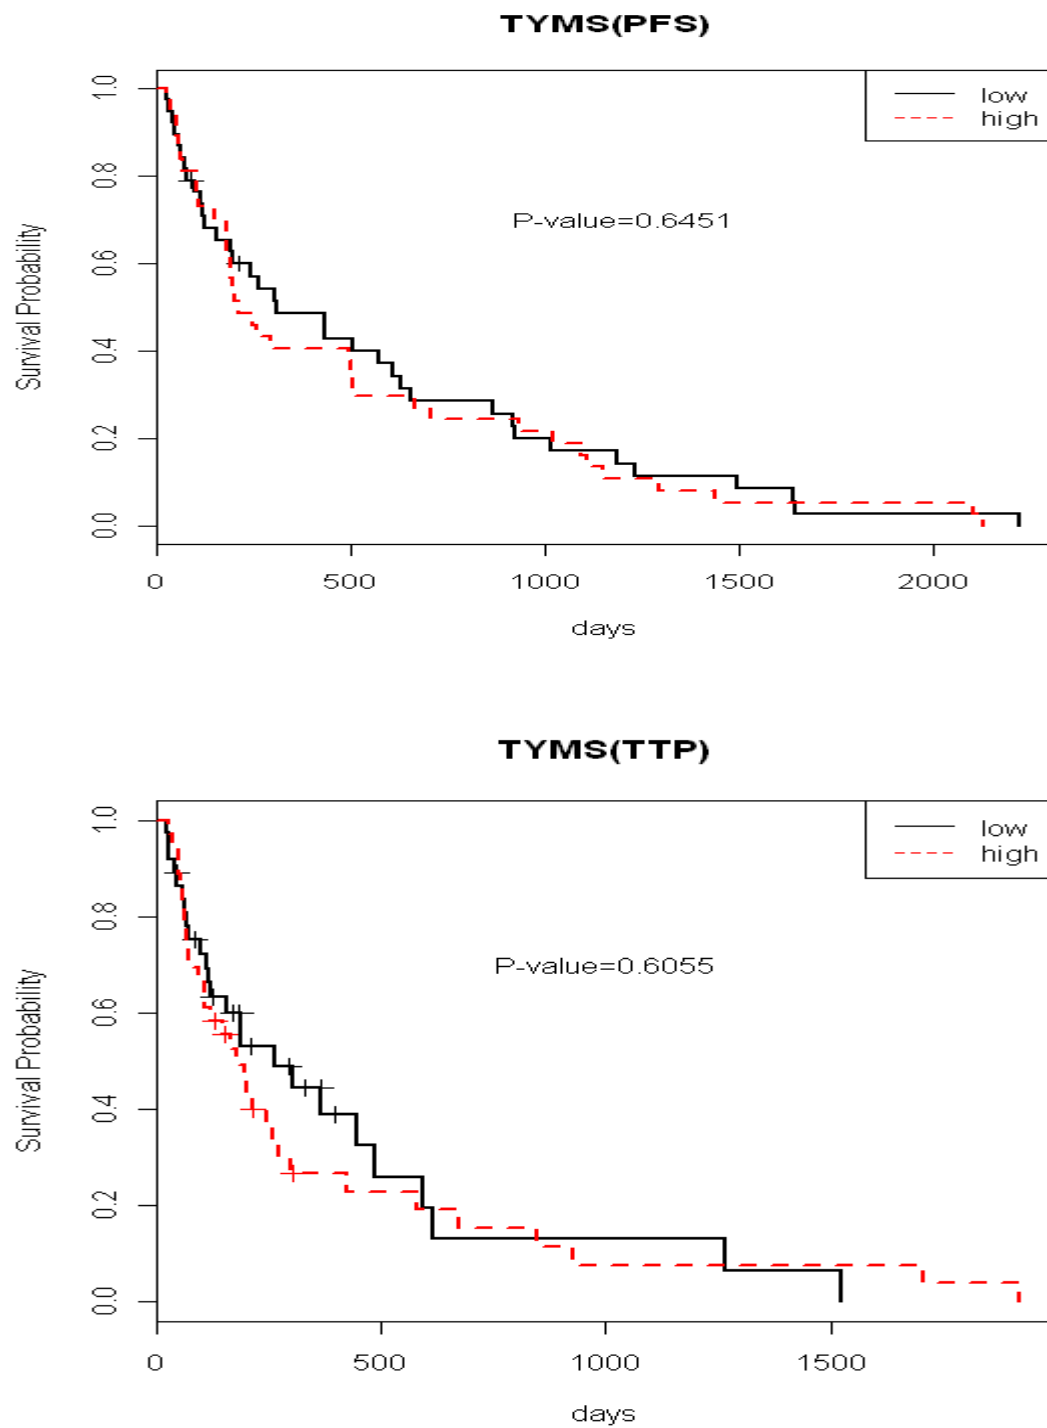 TYMS(PFS)
low
high
P-value=0.6451
Survival Probability
1.0
0.8
0.6
0.4
0.2
0.0
0 500 1000 1500 2000
days
TYMS(TTP)
low
high
P-value=0.6055
Survival Probability
1.0
0.8
0.6
0.4
0.2
0.0
0 500 1000 1500
days